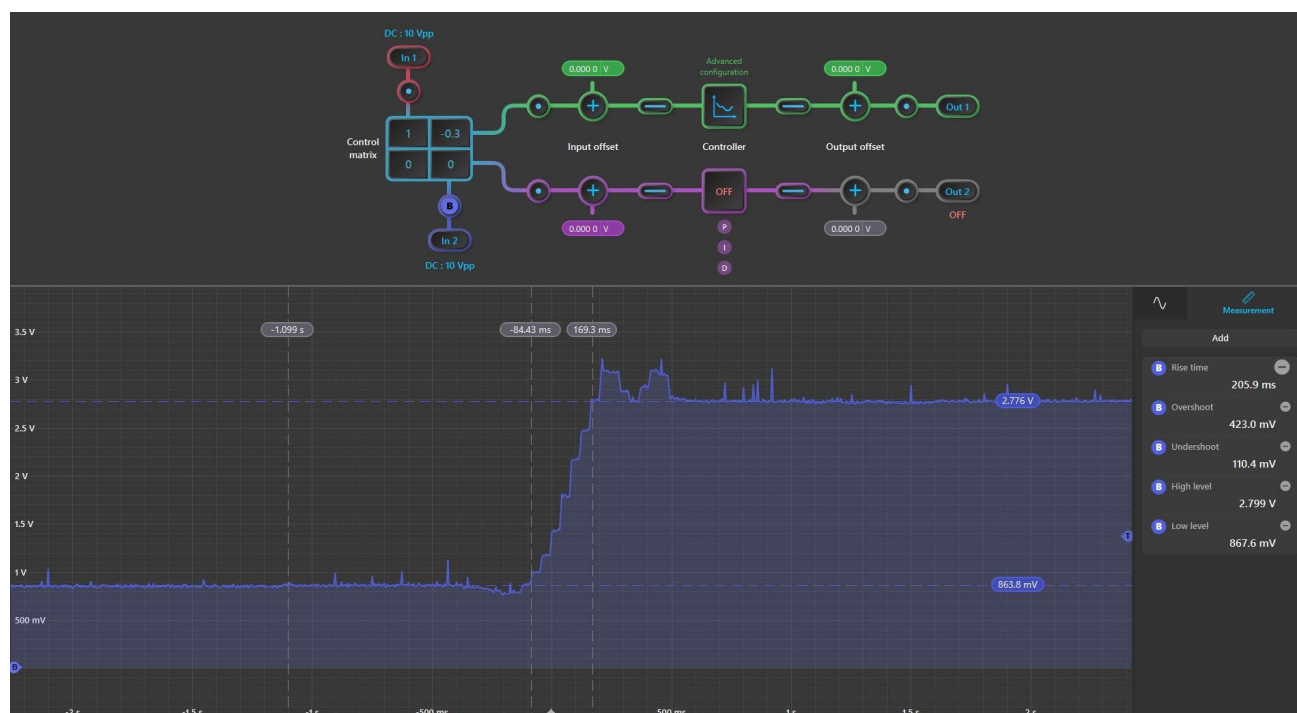 DC : 10 Vpp
In 1
Advanced
configuration
0.000 0 V
0.000 0 V
Out 1
Control
matrix
1
-0.3
0
0
Input offset
Controller
Output offset
B
OFF
Out 2
OFF
In 2
DC : 10 Vpp
0.000 0 V
0.000 0 V
P
I
D
3.5 V
3 V
2.5 V
2 V
1.5 V
1 V
500 mV
B
-1.099 s
-84.43 ms
169.3 ms
2.776 V
863.8 mV
T
-2 s
-1.5 s
-1 s
-500 ms
500 ms
1 s
1.5 s
2 s
Measurement
Add
B Rise time
205.9 ms
B Overshoot
423.0 mV
B Undershoot
110.4 mV
B High level
2.799 V
B Low level
867.6 mV